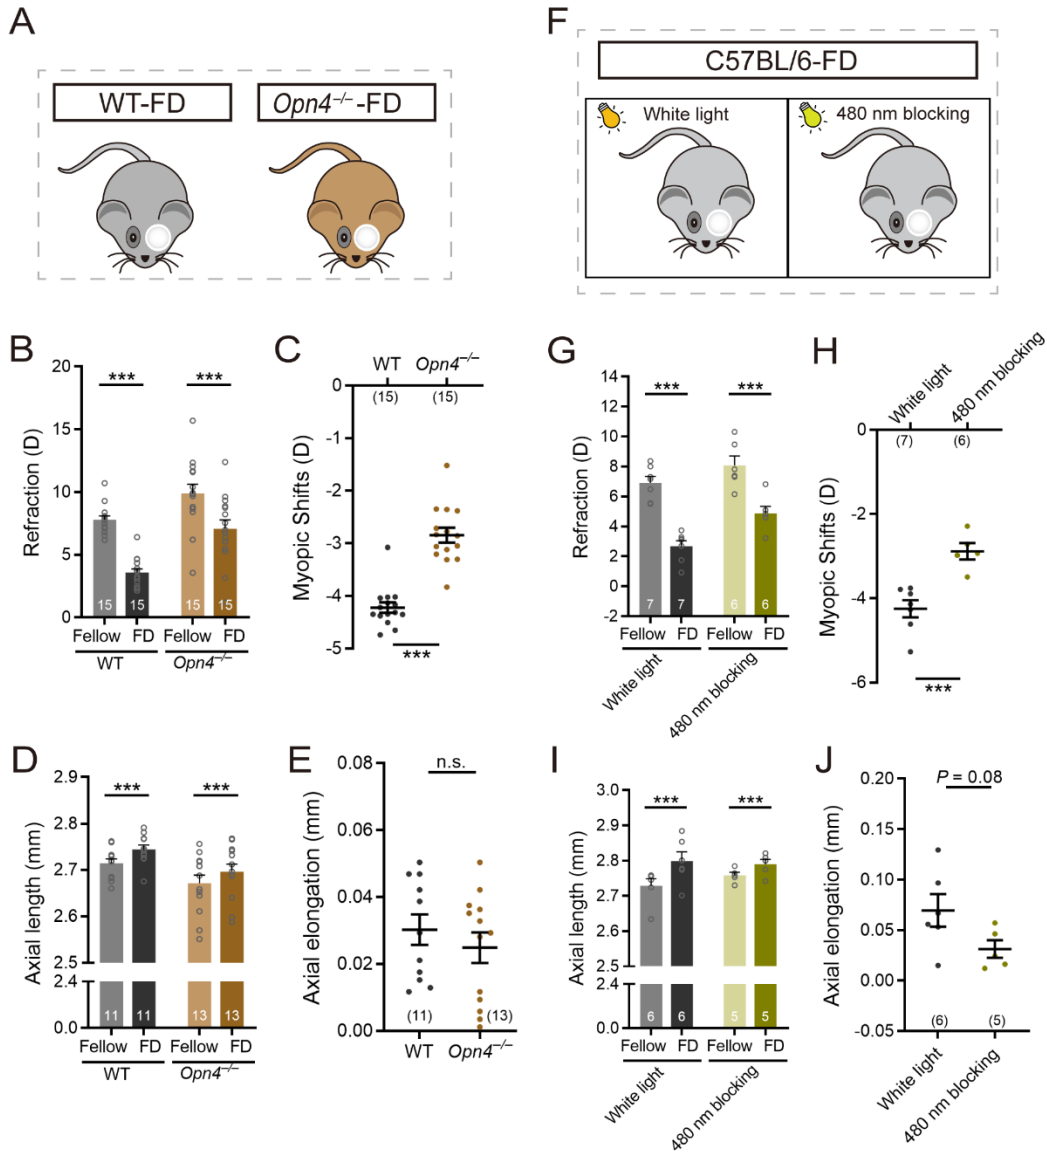 A
WT-FD
Opn4⁻/⁻-FD
F
C57BL/6-FD
White light
480 nm blocking
B
Refraction (D)
20
15
10
5
0
***
***
15
15
15
15
Fellow
FD
Fellow
FD
WT
Opn4⁻/⁻
C
WT
Opn4⁻/⁻
Myopic Shifts (D)
0
-1
-2
-3
-4
-5
(15)
(15)
***
G
Refraction (D)
14
12
10
8
6
4
2
0
-2
***
***
7
7
6
6
Fellow
FD
Fellow
FD
White light
480 nm blocking
H
White light
480 nm blocking
Myopic Shifts (D)
0
-2
-4
-6
(7)
(6)
***
D
Axial length (mm)
2.9
2.8
2.7
2.6
2.5
2.4
0.0
***
***
11
11
13
13
Fellow
FD
Fellow
FD
WT
Opn4⁻/⁻
E
Axial elongation (mm)
0.08
0.06
0.04
0.02
0.00
n.s.
(11)
(13)
WT
Opn4⁻/⁻
I
Axial length (mm)
3.0
2.9
2.8
2.7
2.6
2.5
2.4
0.0
***
***
6
6
5
5
Fellow
FD
Fellow
FD
White light
480 nm blocking
J
Axial elongation (mm)
0.20
0.15
0.10
0.05
0.00
-0.05
P = 0.08
(6)
(5)
White light
480 nm blocking